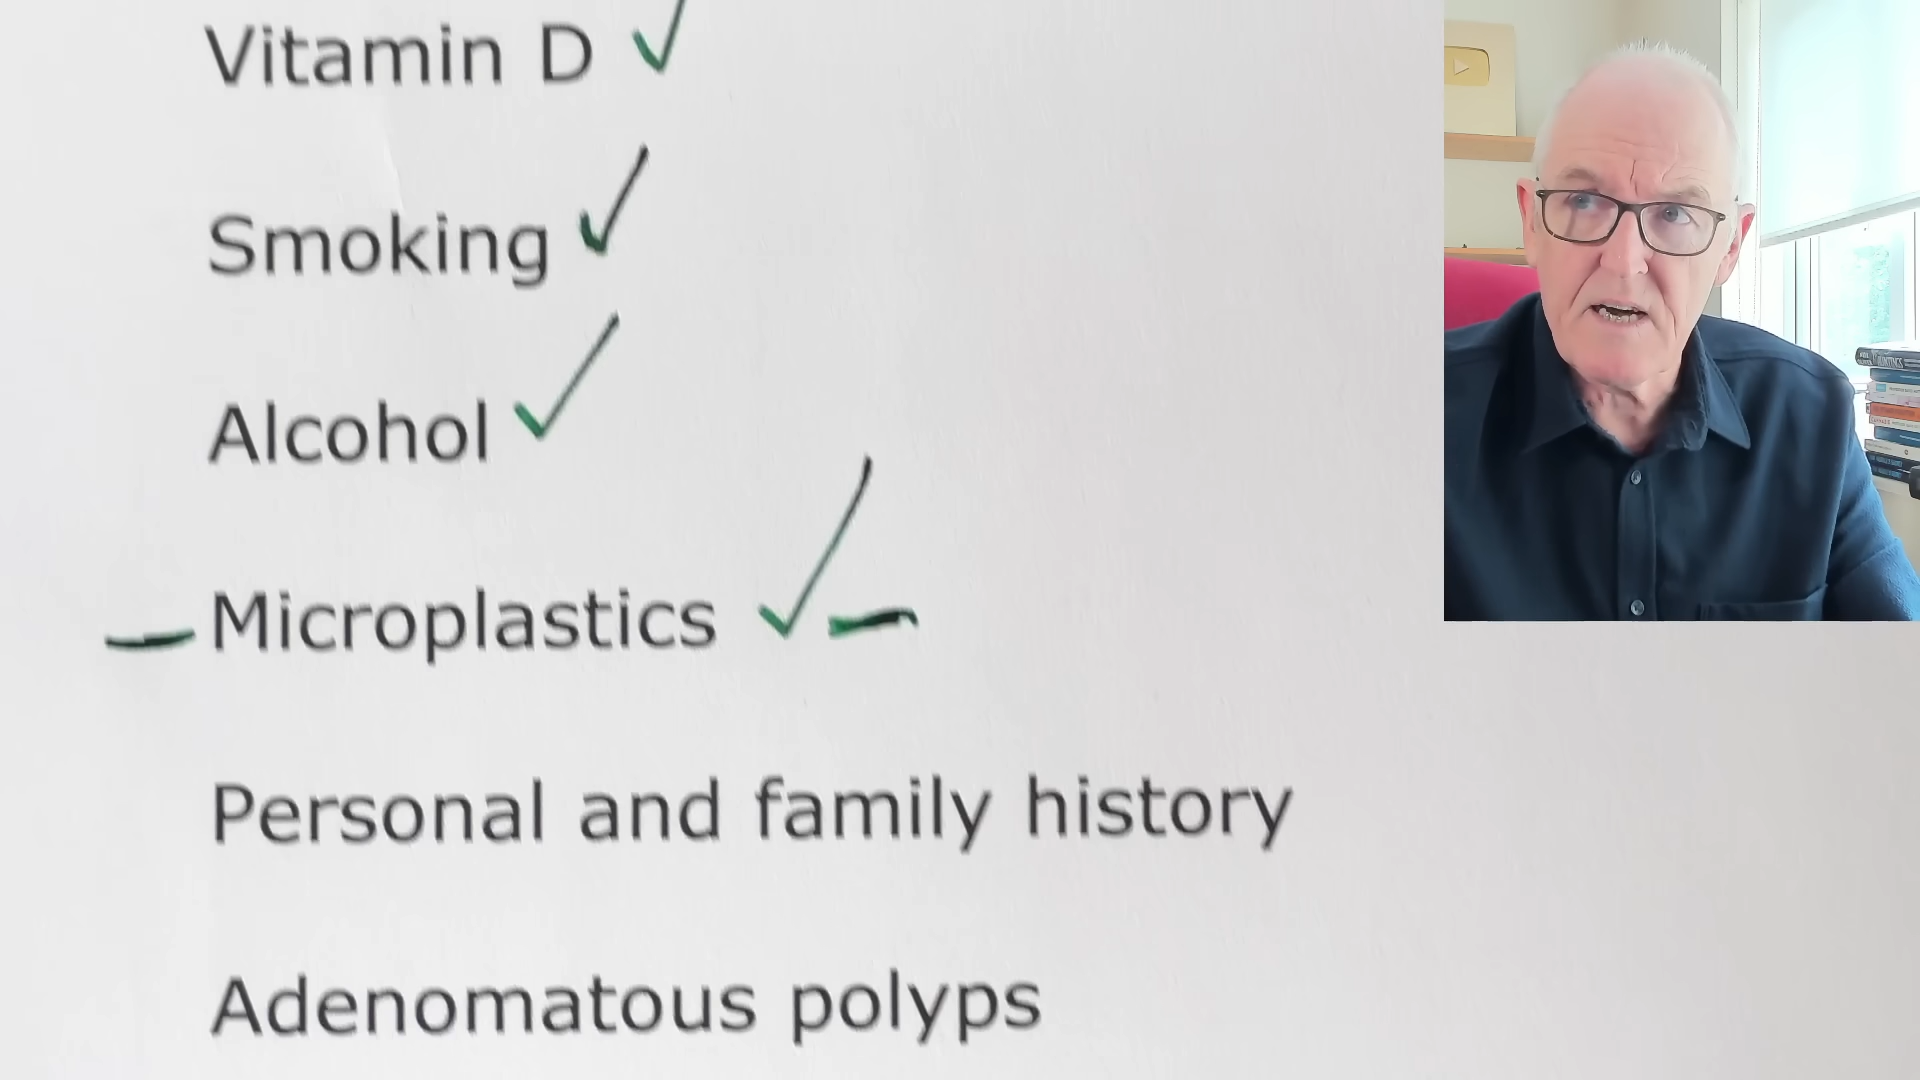 Vitamin D ✓
Smoking ✓
Alcohol ✓
— Microplastics ✓ —
Personal and family history
Adenomatous polyps